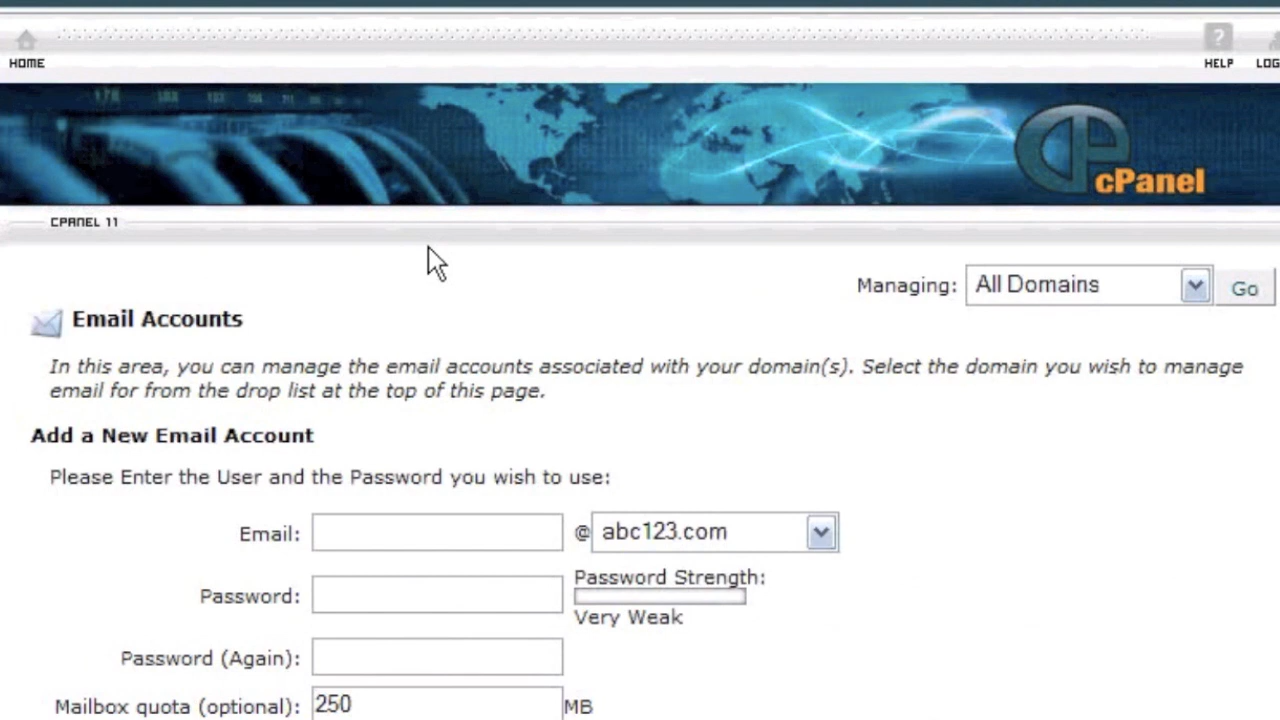 HOME
HELP
cPanel
CPANEL 11
Managing: All Domains Go
Email Accounts
In this area, you can manage the email accounts associated with your domain(s). Select the domain you wish to manage
email for from the drop list at the top of this page.
Add a New Email Account
Please Enter the User and the Password you wish to use:
Email: @ abc123.com
Password: Password Strength:
Very Weak
Password (Again):
Mailbox quota (optional): 250 MB